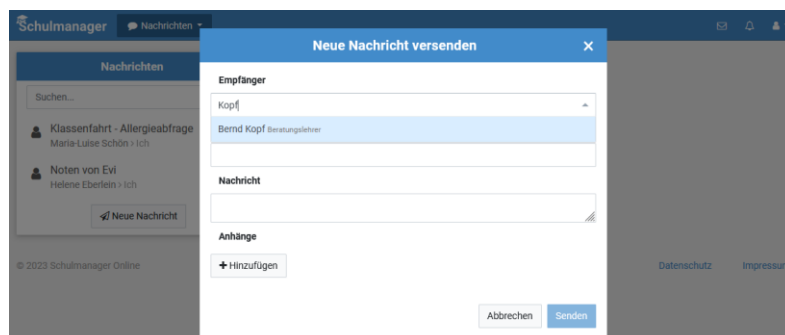 Schulmanager
Nachrichten
Neue Nachricht versenden
Nachrichten
Suchen...
Klassenfahrt - Allergieabfrage
Maria-Luise Schön › Ich
Noten von Evi
Helene Eberlein › Ich
Neue Nachricht
Empfänger
Kopf
Bernd Kopf Beratungslehrer
Nachricht
Anhänge
+ Hinzufügen
Abbrechen
Senden
© 2023 Schulmanager Online
Datenschutz
Impressu